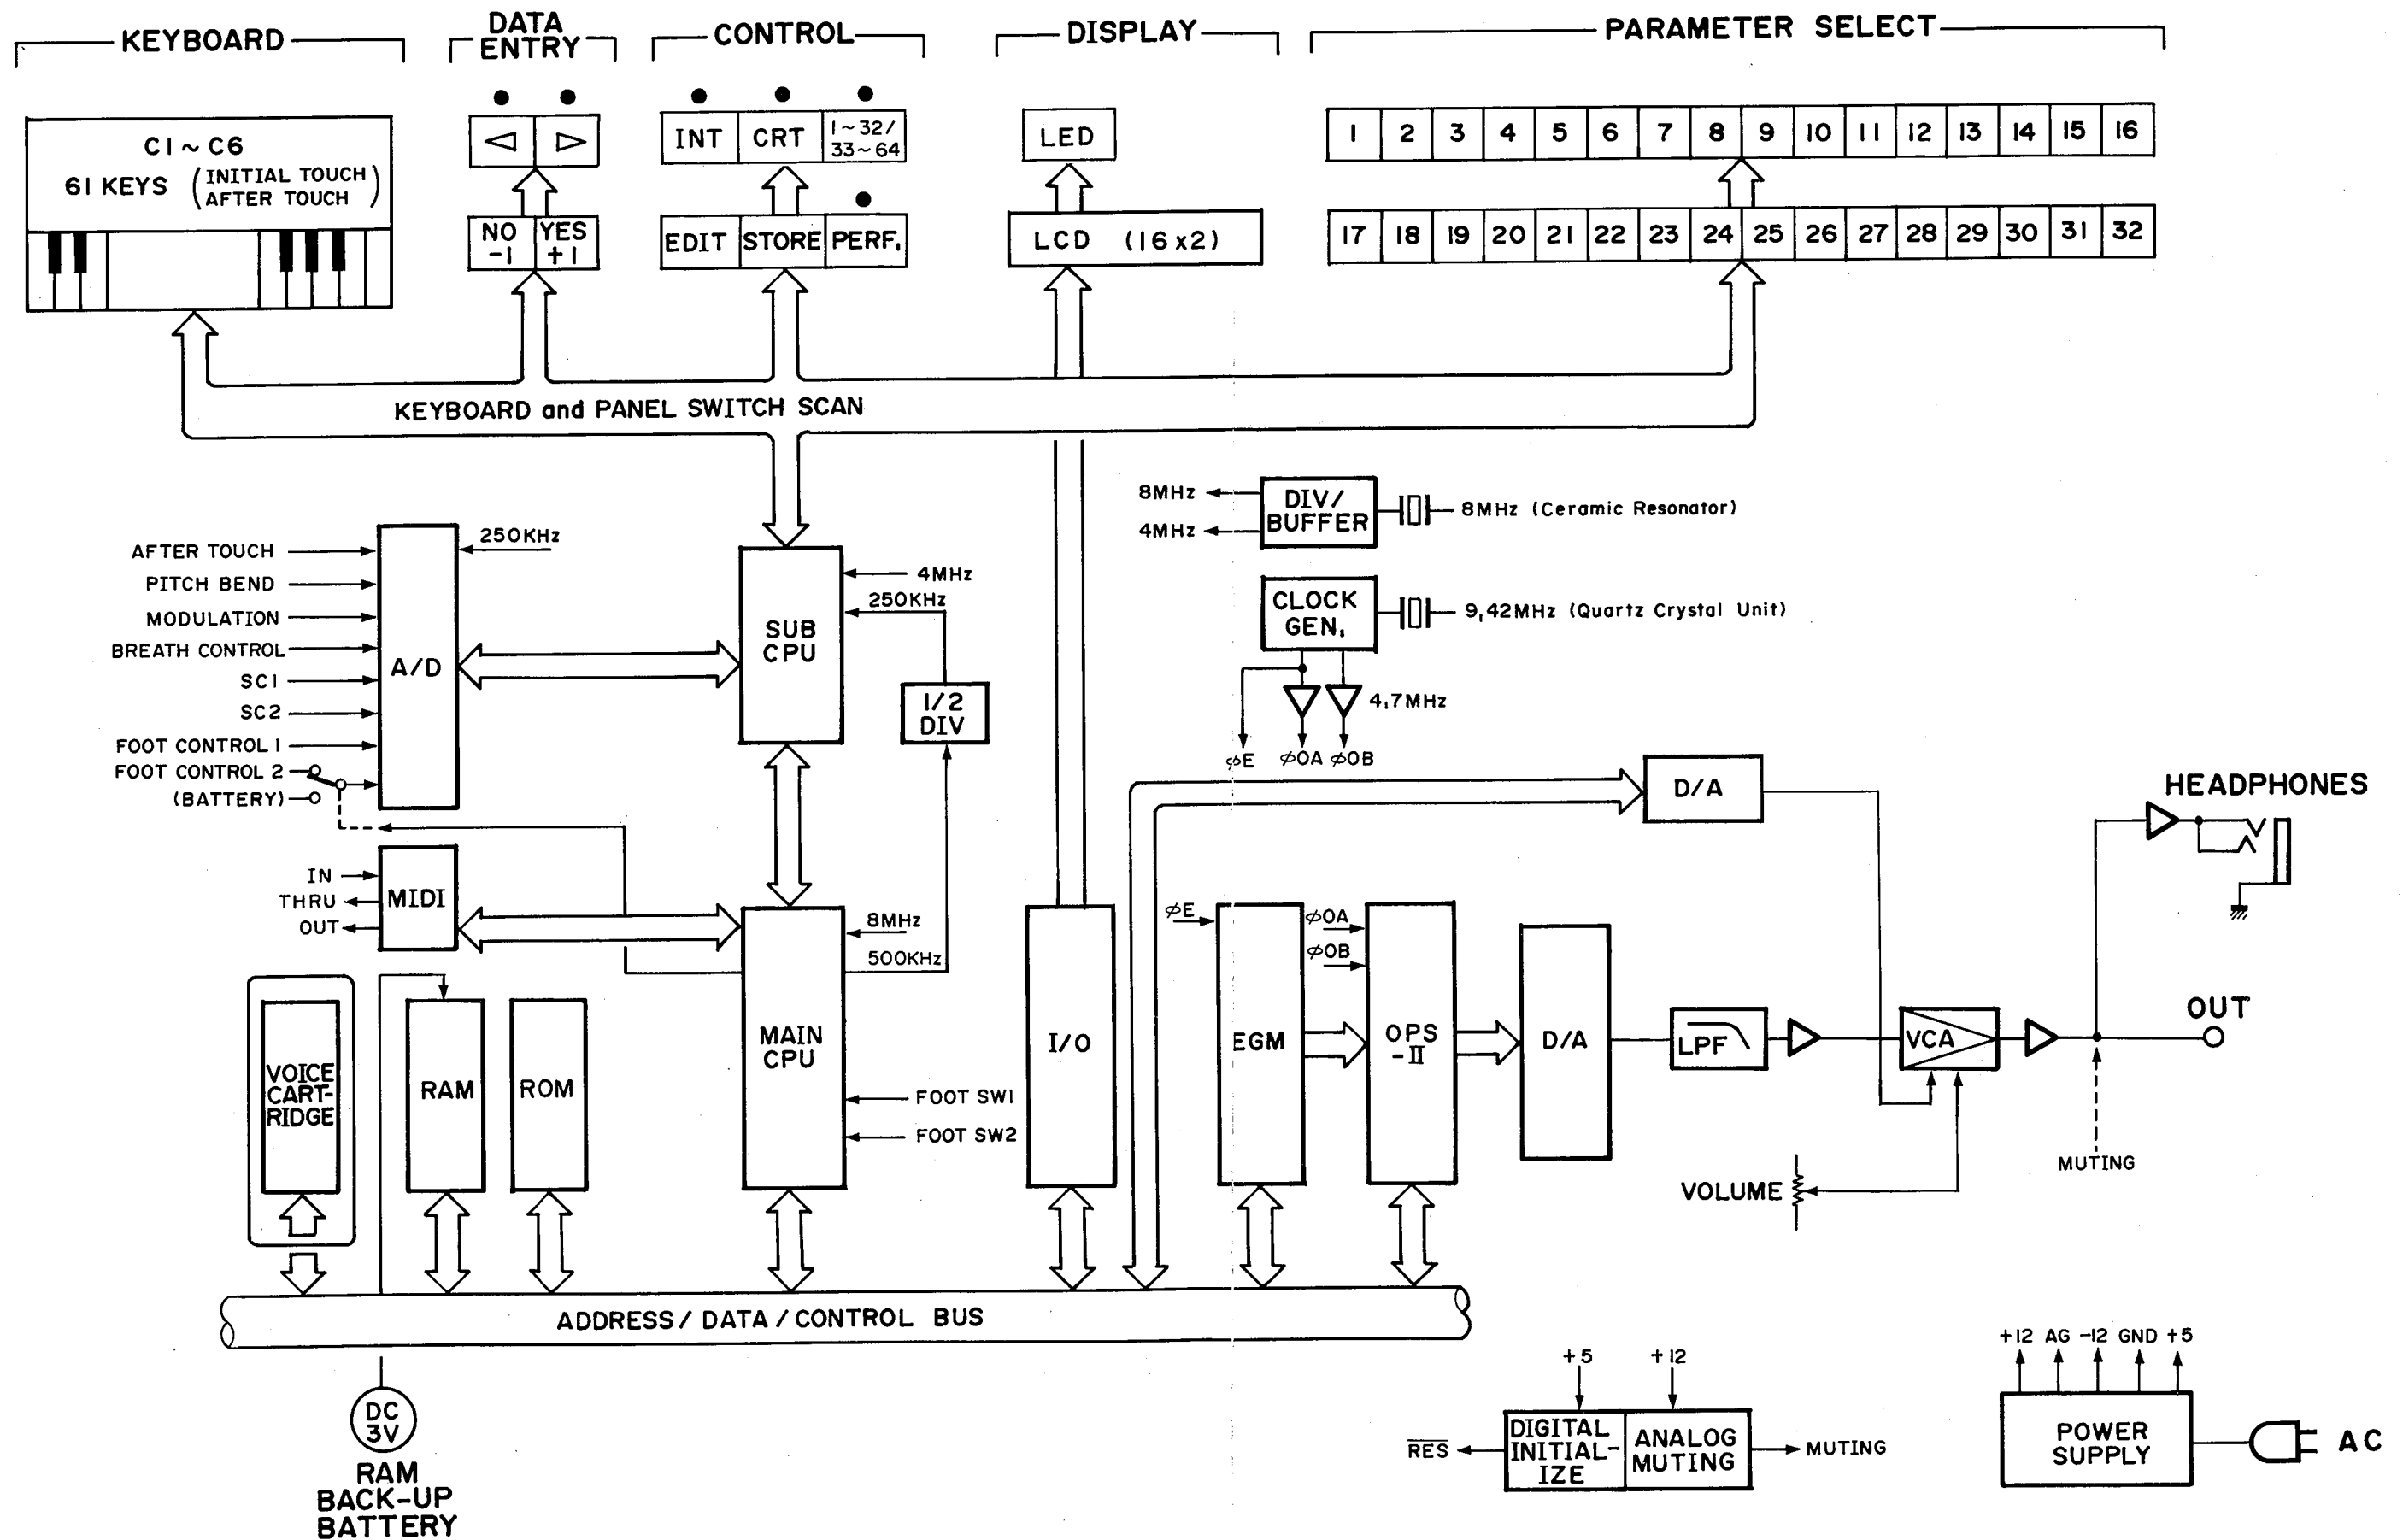 KEYBOARD
DATA
ENTRY
CONTROL
DISPLAY
PARAMETER SELECT
C1 ~ C6
61 KEYS (INITIAL TOUCH
AFTER TOUCH)
NO
-1
YES
+1
INT
CRT
1 ~ 32/
33 ~ 64
EDIT
STORE
PERF.
LED
LCD (16 x 2)
1 2 3 4 5 6 7 8 9 10 11 12 13 14 15 16
17 18 19 20 21 22 23 24 25 26 27 28 29 30 31 32
KEYBOARD and PANEL SWITCH SCAN
8MHz
4MHz
DIV/
BUFFER
8MHz (Ceramic Resonator)
CLOCK
GEN.
9,42MHz (Quartz Crystal Unit)
4,7MHz
φE φOA φOB
AFTER TOUCH
PITCH BEND
MODULATION
BREATH CONTROL
SC1
SC2
FOOT CONTROL 1
FOOT CONTROL 2
(BATTERY)
A/D
250KHz
SUB
CPU
4MHz
250KHz
1/2
DIV
D/A
HEADPHONES
IN
THRU
OUT
MIDI
8MHz
500KHz
MAIN
CPU
FOOT SW1
FOOT SW2
VOICE
CART-
RIDGE
RAM
ROM
I/O
φE
EGM
φOA
φOB
OPS
-II
D/A
LPF
VCA
OUT
MUTING
VOLUME
ADDRESS / DATA / CONTROL BUS
DC
3V
RAM
BACK-UP
BATTERY
+5
+12
RES
DIGITAL
INITIAL-
IZE
ANALOG
MUTING
MUTING
+12 AG -12 GND +5
POWER
SUPPLY
AC